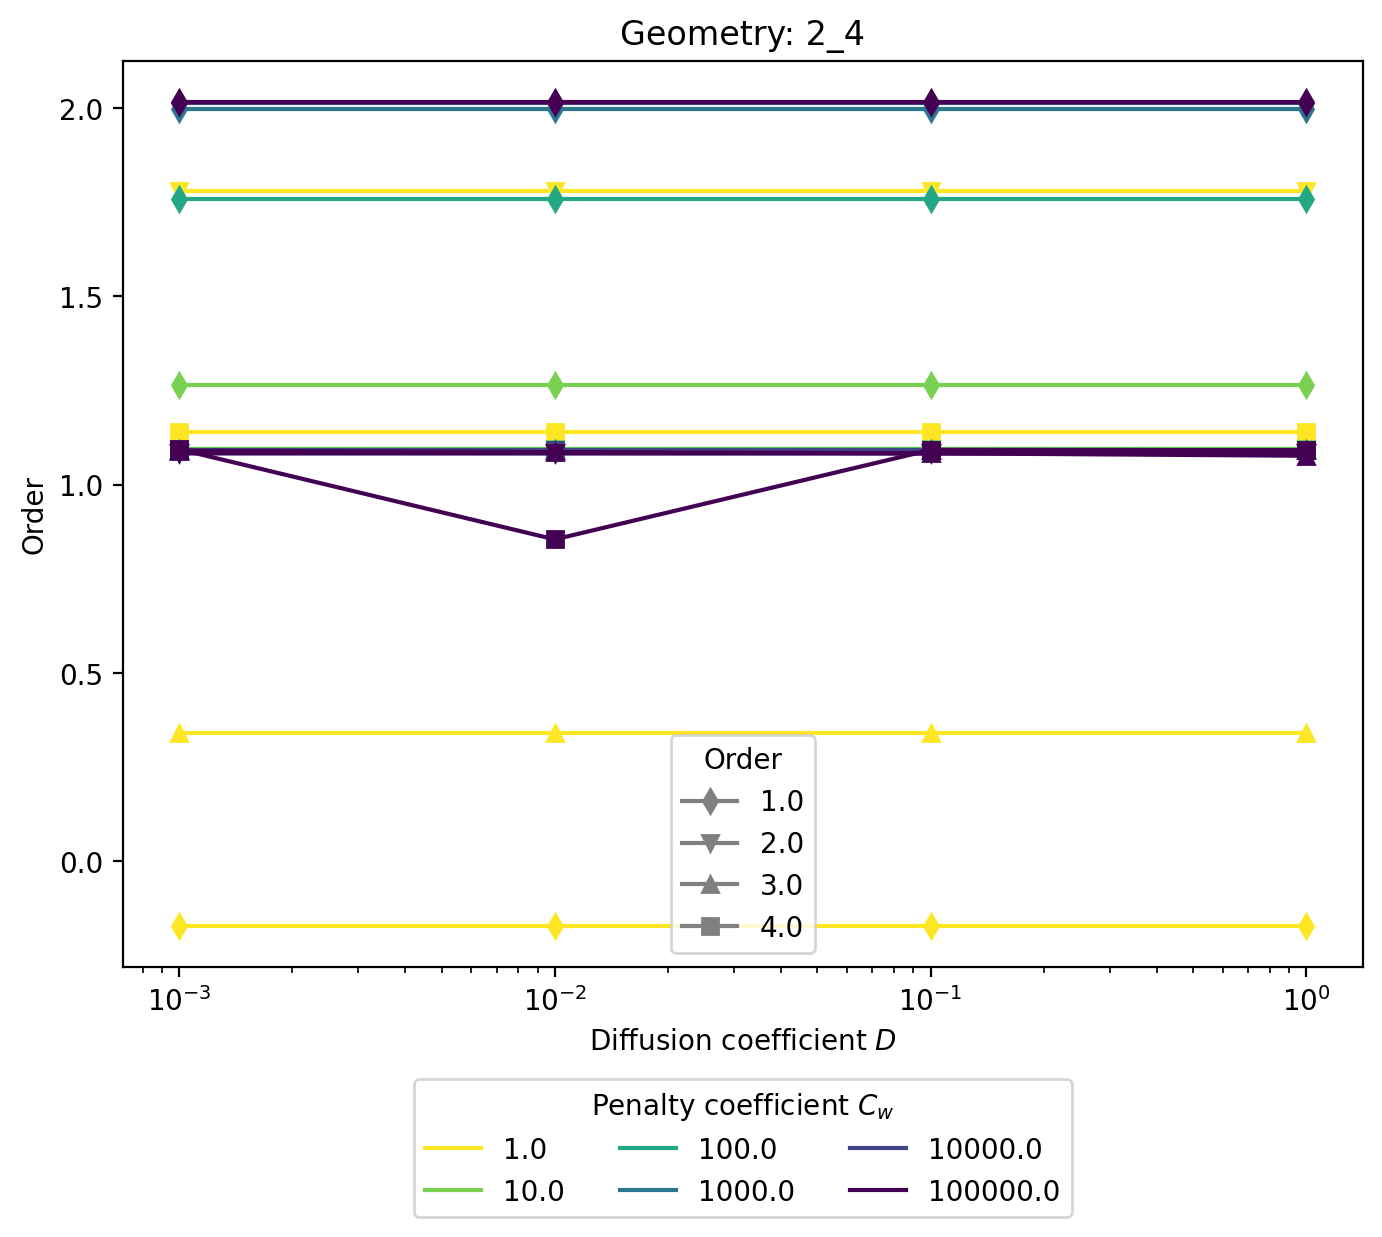 Geometry: 2_4
2.0
1.5
1.0
0.5
0.0
Order
Order
1.0
2.0
3.0
4.0
10⁻³ 10⁻² 10⁻¹ 10⁰
Diffusion coefficient D
Penalty coefficient C_w
1.0 100.0 10000.0
10.0 1000.0 100000.0